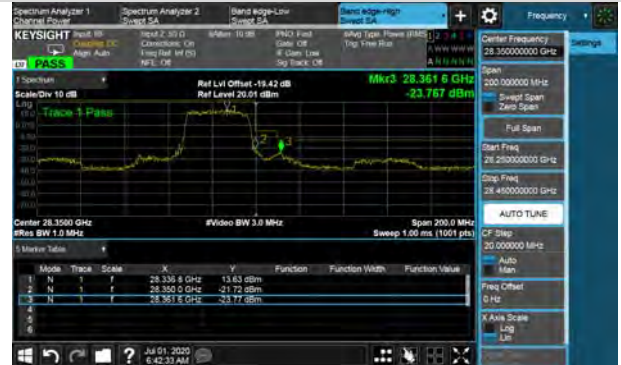 Spectrum Analyzer 1
Channel Power
Spectrum Analyzer 2
Swept SA
Band edge-Low
Swept SA
Band edge-High
Swept SA
Frequency
KEYSIGHT
Input: RF
Coupling: DC
Align: Auto
Input Z: 50 Ω
Corrections: On
Freq Ref: Int (S)
NFE: Off
#Atten: 10 dB
PNO: Fast
Gate: Off
IF Gain: Low
Sig Track: Off
#Avg Type: Power (RMS)
Trig: Free Run
PASS
1 Spectrum
Scale/Div 10 dB
Ref Lvl Offset -19.42 dB
Ref Level 20.01 dBm
Mkr3 28.361 6 GHz
-23.767 dBm
Log
Trace 1 Pass
Center 28.3500 GHz
#Res BW 1.0 MHz
#Video BW 3.0 MHz
Span 200.0 MHz
Sweep 1.00 ms (1001 pts)
5 Marker Table
Mode Trace Scale X Y Function Function Width Function Value
1 N 1 f 28.336 8 GHz 13.63 dBm
2 N 1 f 28.350 0 GHz -21.72 dBm
3 N 1 f 28.361 6 GHz -23.77 dBm
4
5
6
Jul 01, 2020
6:42:33 AM
Center Frequency
28.350000000 GHz
Settings
Span
200.000000 MHz
Swept Span
Zero Span
Full Span
Start Freq
28.250000000 GHz
Stop Freq
28.450000000 GHz
AUTO TUNE
CF Step
20.000000 MHz
Auto
Man
Freq Offset
0 Hz
X Axis Scale
Log
Lin